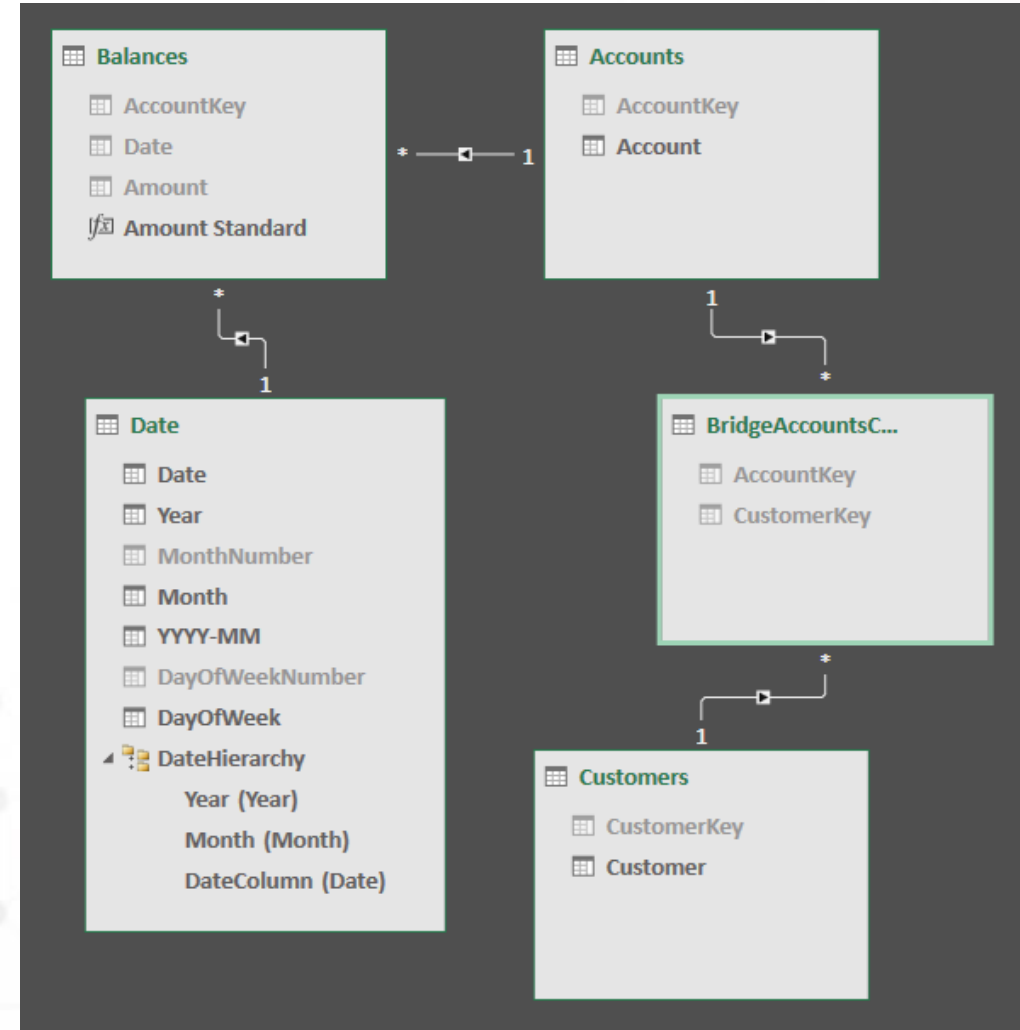 Balances
AccountKey
Date
Amount
Amount Standard
Accounts
AccountKey
Account
* 1
1
*
*
1
Date
Date
Year
MonthNumber
Month
YYYY-MM
DayOfWeekNumber
DayOfWeek
DateHierarchy
Year (Year)
Month (Month)
DateColumn (Date)
BridgeAccountsC...
AccountKey
CustomerKey
*
1
Customers
CustomerKey
Customer